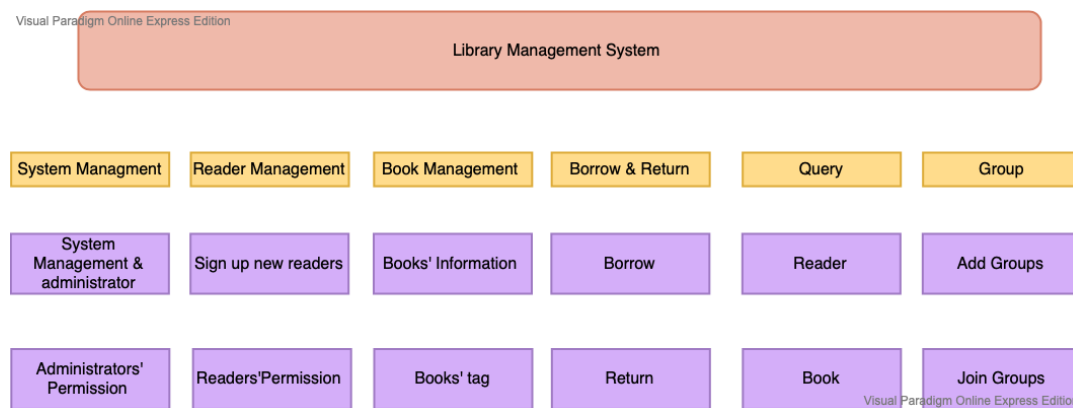 Visual Paradigm Online Express Edition
Library Management System
System Managment
Reader Management
Book Management
Borrow & Return
Query
Group
System
Management &
administrator
Sign up new readers
Books' Information
Borrow
Reader
Add Groups
Administrators'
Permission
Readers'Permission
Books' tag
Return
Book
Join Groups
Visual Paradigm Online Express Edition